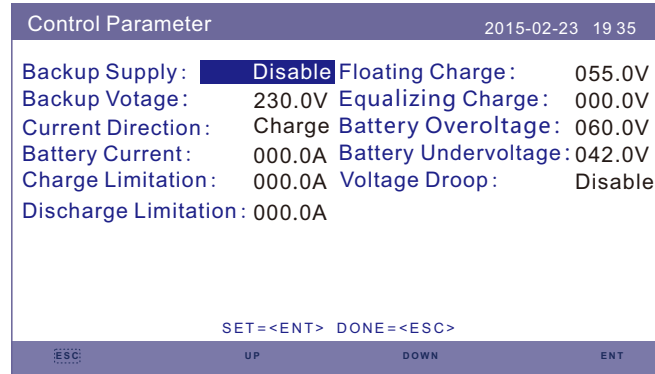 Control Parameter 2015-02-23 19 35
Backup Supply: Disable Floating Charge: 055.0V
Backup Votage: 230.0V Equalizing Charge: 000.0V
Current Direction: Charge Battery Overoltage: 060.0V
Battery Current: 000.0A Battery Undervoltage: 042.0V
Charge Limitation: 000.0A Voltage Droop: Disable
Discharge Limitation: 000.0A
SET=<ENT> DONE=<ESC>
ESC UP DOWN ENT